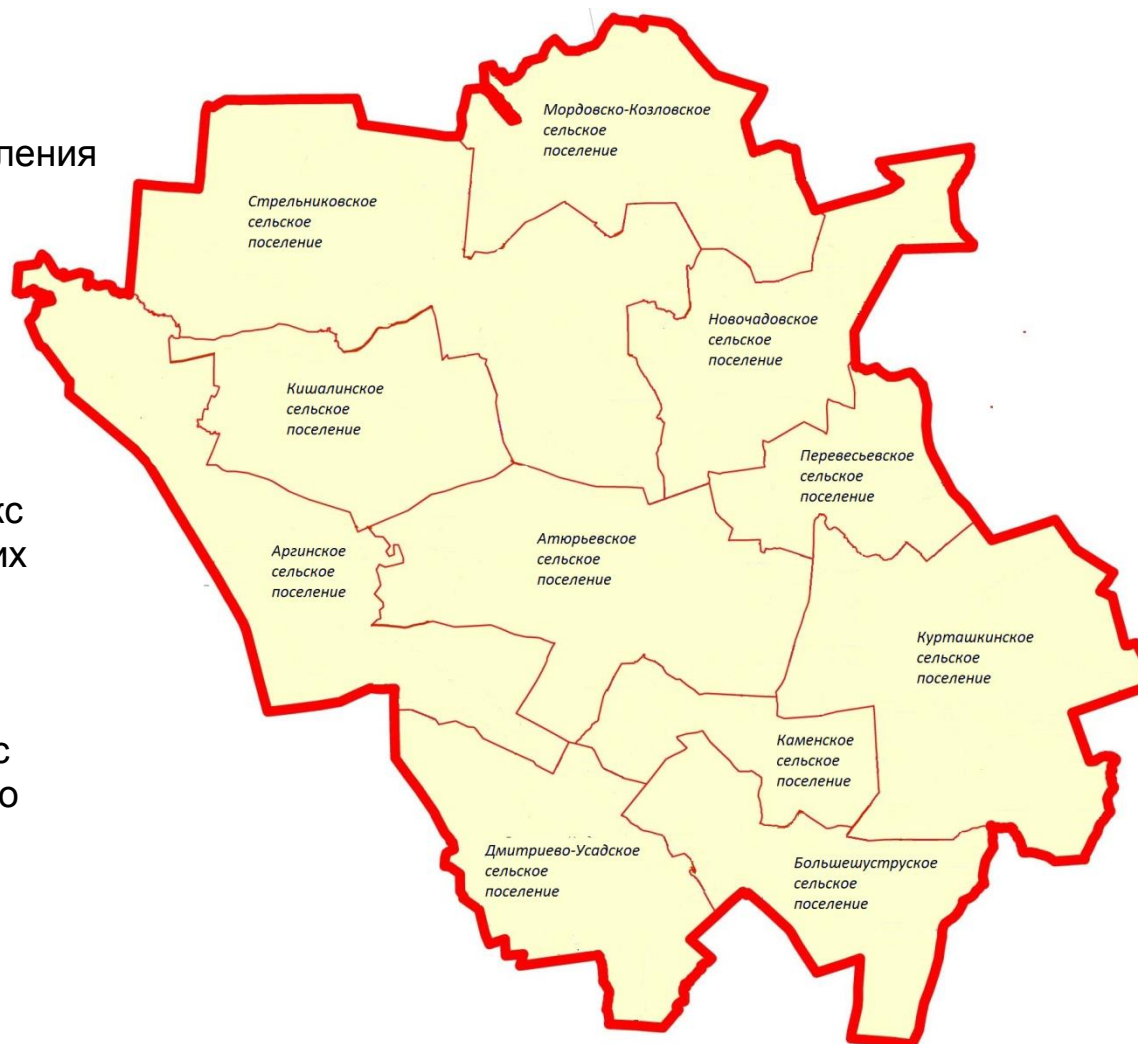 ления
кс
их
с
о
Мордовско-Козловское
сельское
поселение
Стрельниковское
сельское
поселение
Новочадовское
сельское
поселение
Кишалинское
сельское
поселение
Перевесьевское
сельское
поселение
Аргинское
сельское
поселение
Атюрьевское
сельское
поселение
Курташкинское
сельское
поселение
Каменское
сельское
поселение
Дмитриево-Усадское
сельское
поселение
Большешуструское
сельское
поселение